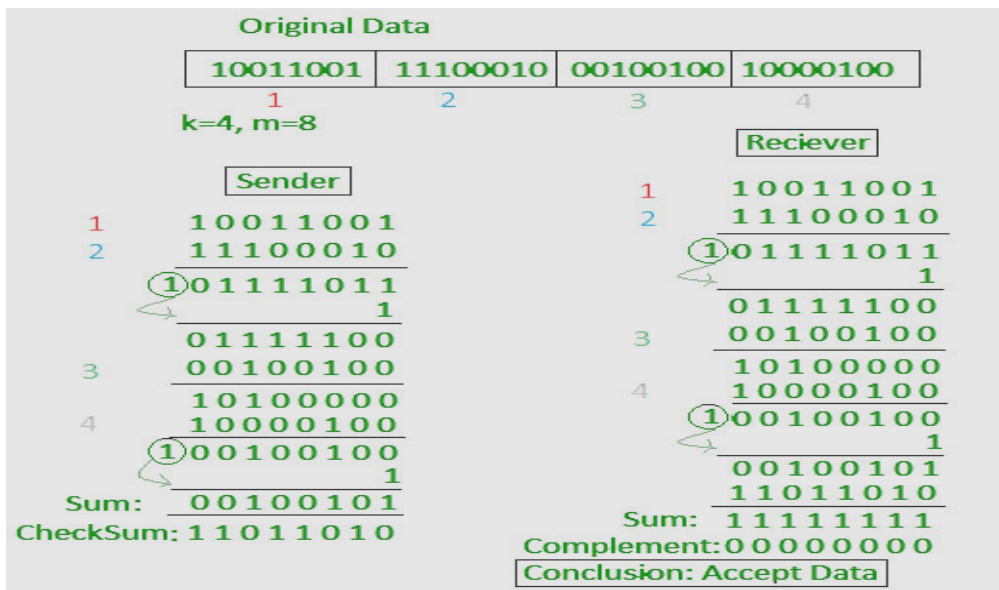 Original Data
10011001 11100010 00100100 10000100
1 2 3 4
k=4, m=8
Sender
1 10011001
2 11100010
1 01111011
1
01111100
3 00100100
10100000
4 10000100
1 00100100
1
Sum: 00100101
CheckSum: 11011010
Reciever
1 10011001
2 11100010
1 01111011
1
01111100
3 00100100
10100000
4 10000100
1 00100100
1
00100101
11011010
Sum: 11111111
Complement: 00000000
Conclusion: Accept Data